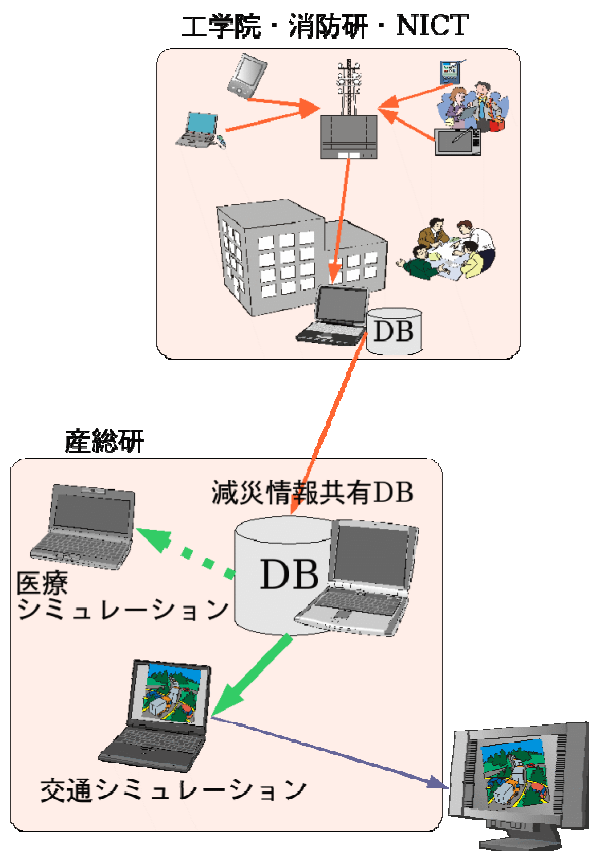 工学院・消防研・NICT
DB
産総研
減災情報共有DB
DB
医療
シミュレーション
交通シミュレーション